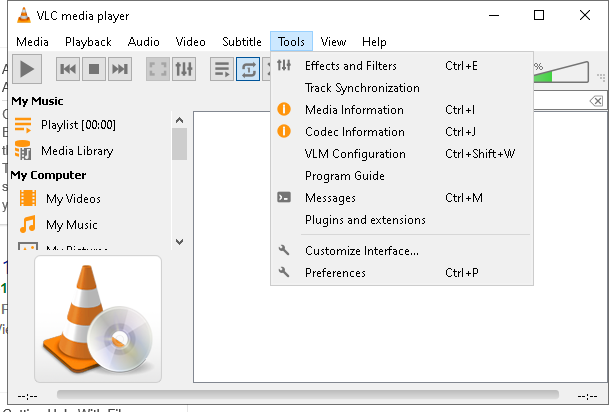 VLC media player
Media Playback Audio Video Subtitle Tools View Help
%
My Music
Playlist [00:00]
Media Library
My Computer
My Videos
My Music
My Pictures
Effects and Filters Ctrl+E
Track Synchronization
Media Information Ctrl+I
Codec Information Ctrl+J
VLM Configuration Ctrl+Shift+W
Program Guide
Messages Ctrl+M
Plugins and extensions
Customize Interface...
Preferences Ctrl+P
--:-- --:--